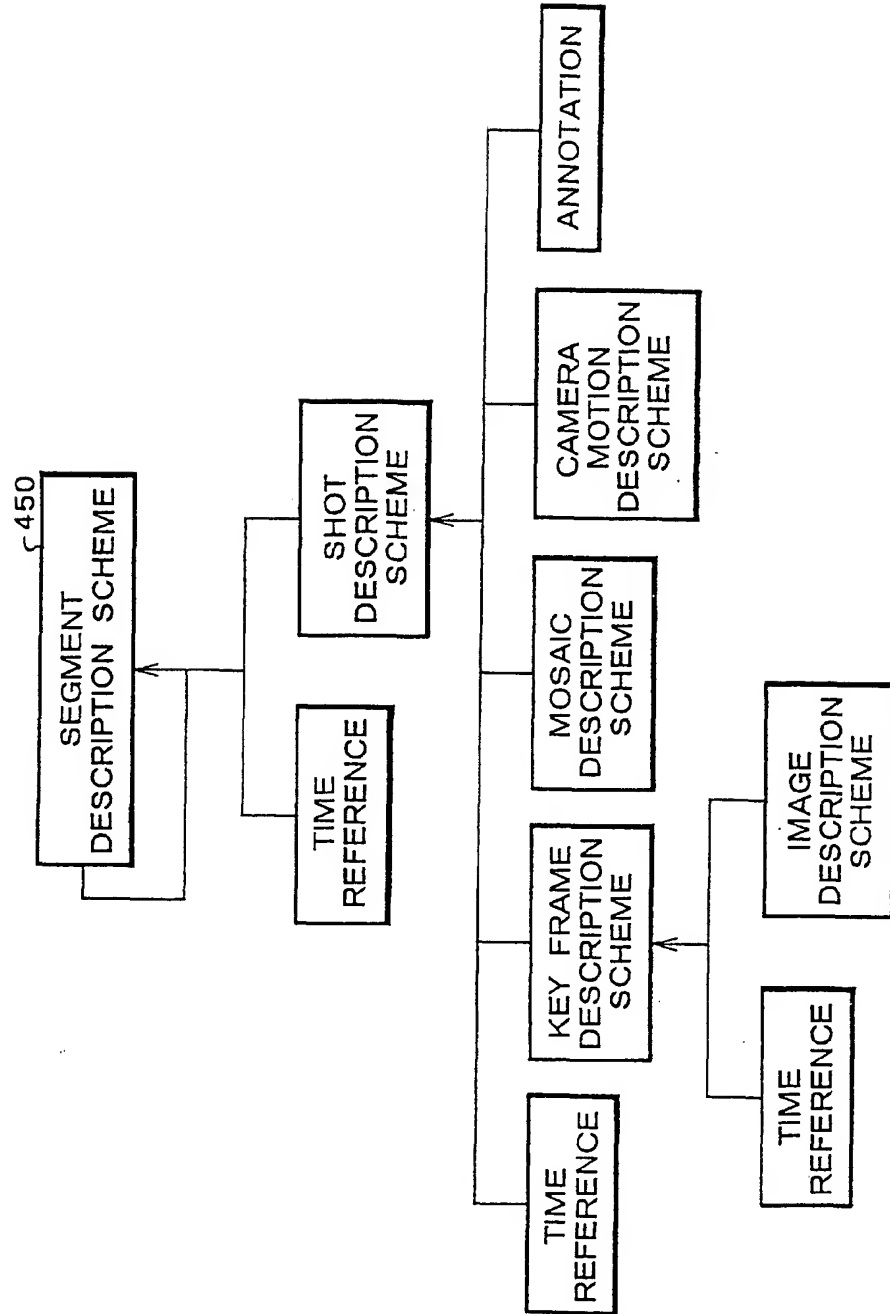 450
SEGMENT
DESCRIPTION SCHEME
TIME
REFERENCE
SHOT
DESCRIPTION
SCHEME
TIME
REFERENCE
KEY FRAME
DESCRIPTION
SCHEME
MOSAIC
DESCRIPTION
SCHEME
CAMERA
MOTION
DESCRIPTION
SCHEME
ANNOTATION
TIME
REFERENCE
IMAGE
DESCRIPTION
SCHEME